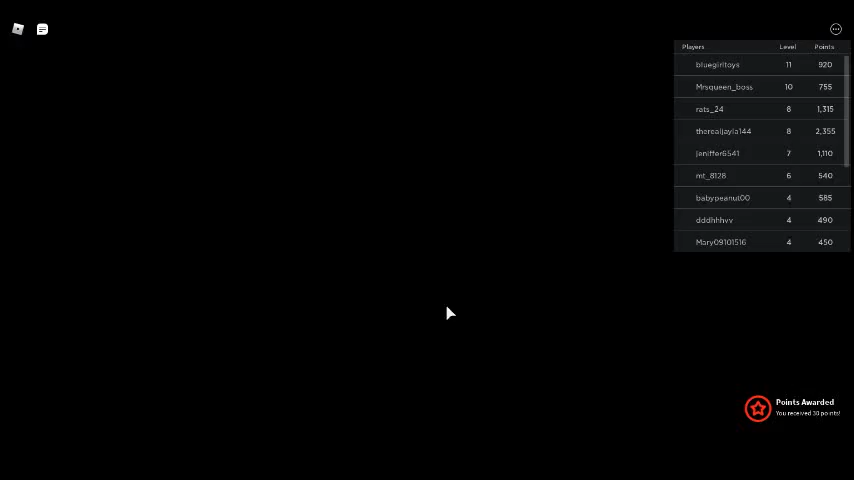 Players Level Points
bluegirltoys 11 920
Mrsqueen_boss 10 755
rats_24 8 1,315
therealjayla144 8 2,355
jeniffer6541 7 1,110
mt_8128 6 540
babypeanut00 4 585
dddhhhvv 4 490
Mary09101516 4 450
Points Awarded
You received 30 points!